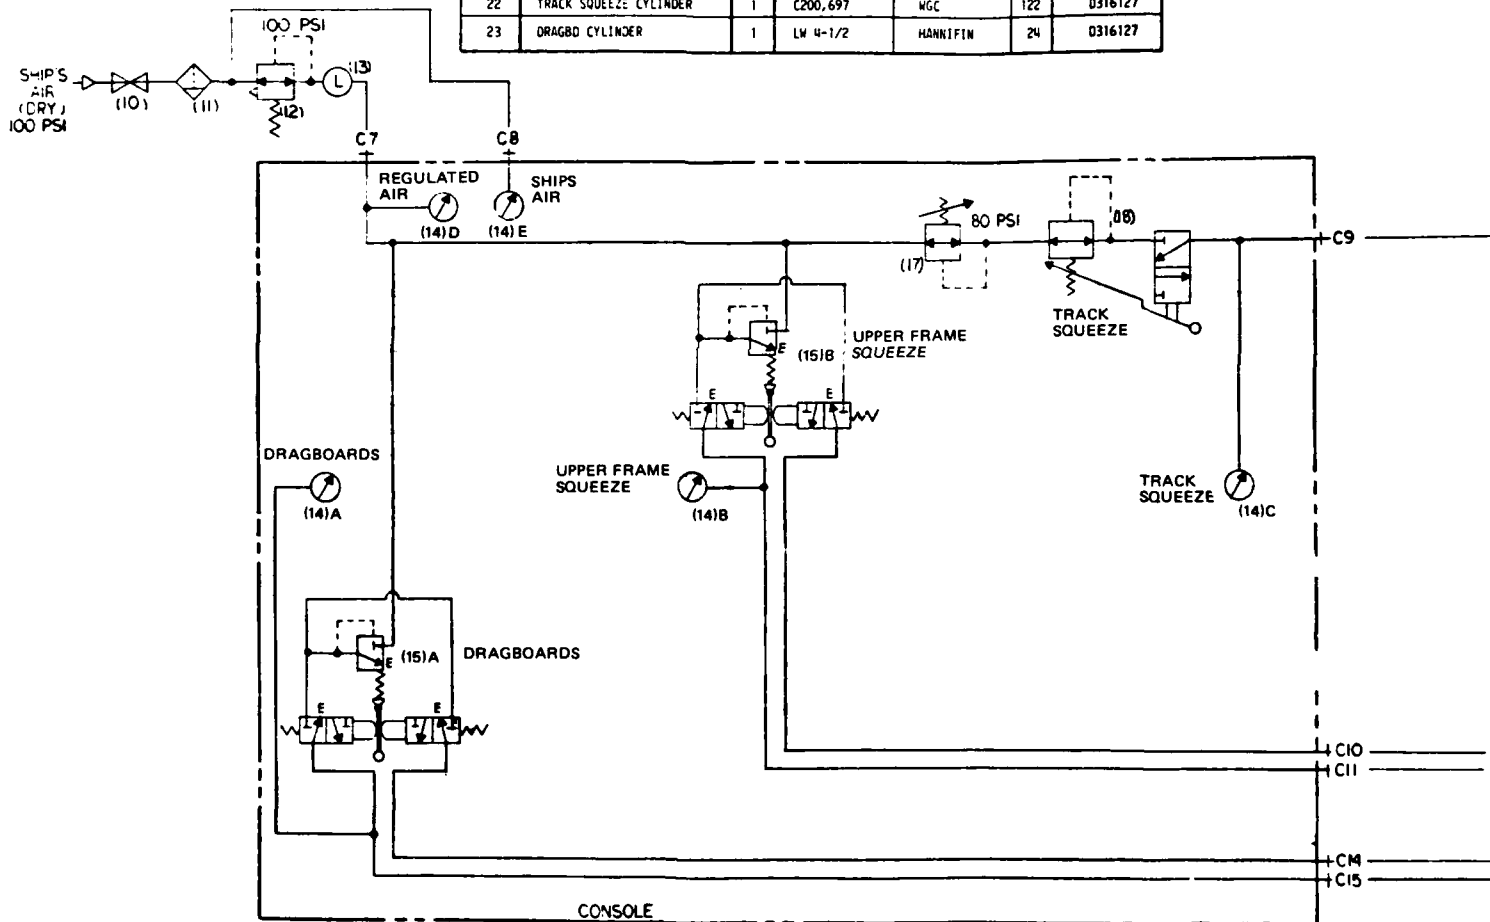 22 TRACK SQUEEZE CYLINDER 1 C200,697 WGC 122 D316127
23 DRAGBD CYLINDER 1 LW 4-1/2 HANNIFIN 24 D316127
100 PSI
SHIP'S
AIR
(DRY)
100 PSI
(10)
(11)
(12)
L
(13)
C7
C8
REGULATED
AIR
(14)D
SHIPS
AIR
(14)E
80 PSI
(17)
(18)
C9
TRACK
SQUEEZE
E
(15)B
UPPER FRAME
SQUEEZE
E
E
DRAGBOARDS
(14)A
UPPER FRAME
SQUEEZE
(14)B
TRACK
SQUEEZE
(14)C
E
(15)A
DRAGBOARDS
E
E
C10
C11
C14
C15
CONSOLE